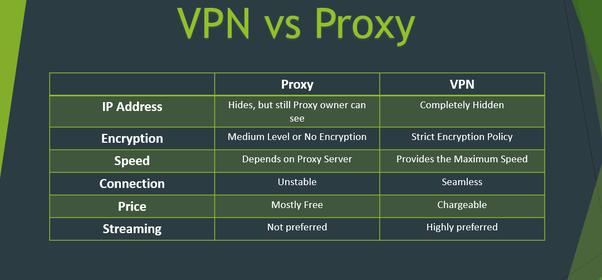 VPN vs Proxy
Proxy VPN
IP Address Hides, but still Proxy owner can Completely Hidden
see
Encryption Medium Level or No Encryption Strict Encryption Policy
Speed Depends on Proxy Server Provides the Maximum Speed
Connection Unstable Seamless
Price Mostly Free Chargeable
Streaming Not preferred Highly preferred